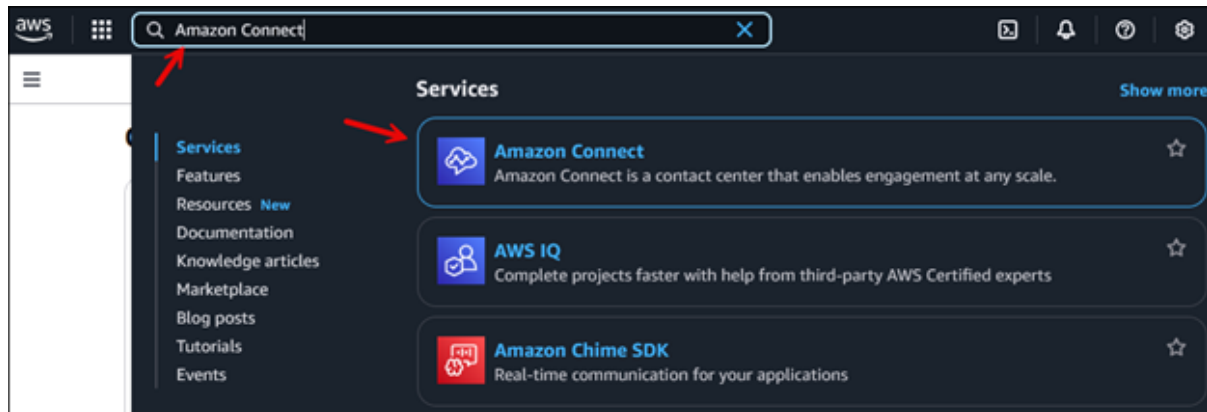 aws
Amazon Connect
Services
Show more
Services
Features
Resources New
Documentation
Knowledge articles
Marketplace
Blog posts
Tutorials
Events
Amazon Connect
Amazon Connect is a contact center that enables engagement at any scale.
AWS IQ
Complete projects faster with help from third-party AWS Certified experts
Amazon Chime SDK
Real-time communication for your applications